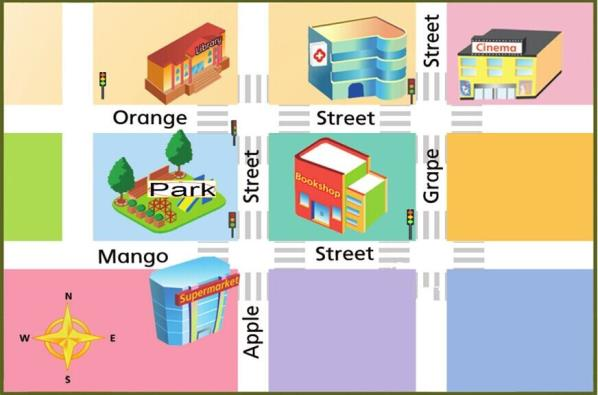 Library
Street
Cinema
Orange Street
Park
Street
Bookshop
Grape
Mango Street
Supermarket
Apple
N
W E
S